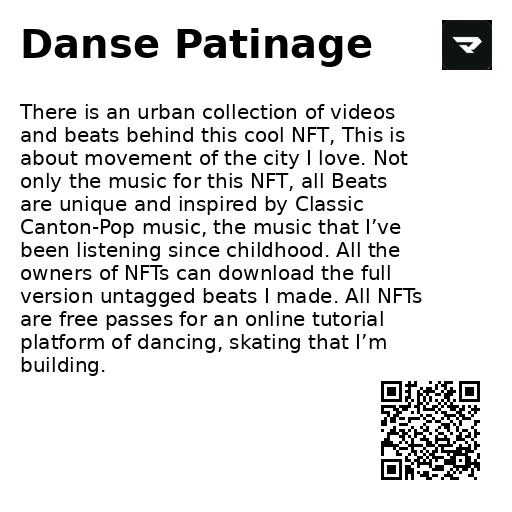 Danse Patinage
There is an urban collection of videos
and beats behind this cool NFT, This is
about movement of the city I love. Not
only the music for this NFT, all Beats
are unique and inspired by Classic
Canton-Pop music, the music that I’ve
been listening since childhood. All the
owners of NFTs can download the full
version untagged beats I made. All NFTs
are free passes for an online tutorial
platform of dancing, skating that I’m
building.